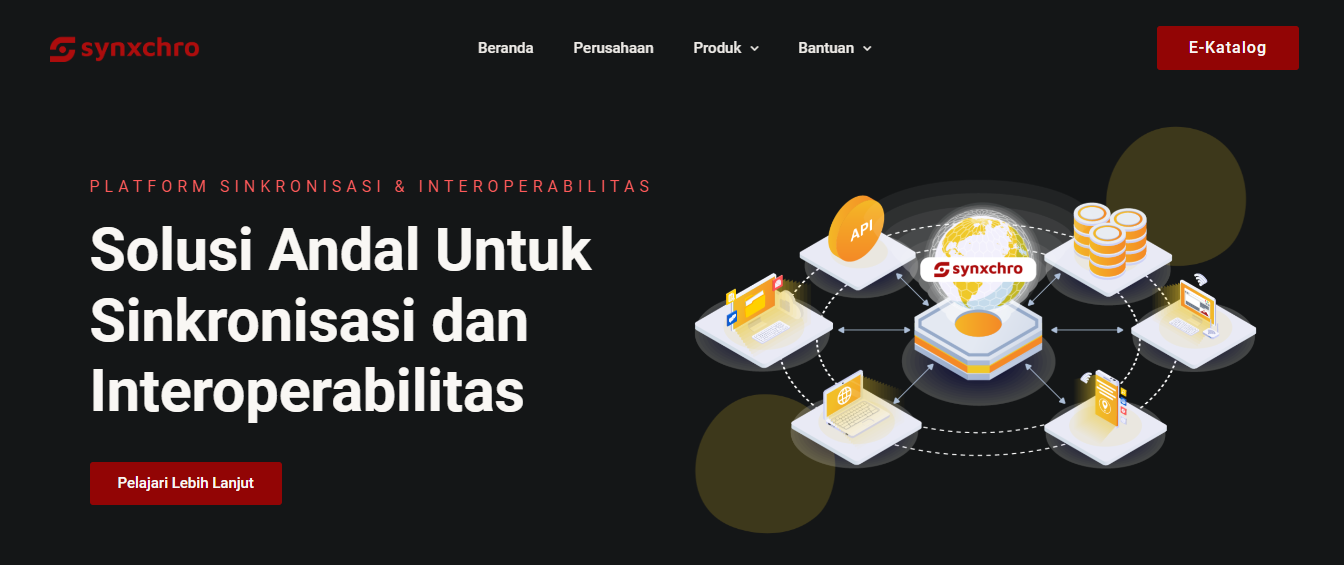 synxchro
Beranda
Perusahaan
Produk
Bantuan
E-Katalog
PLATFORM SINKRONISASI & INTEROPERABILITAS
Solusi Andal Untuk
Sinkronisasi dan
Interoperabilitas
Pelajari Lebih Lanjut
API
synxchro